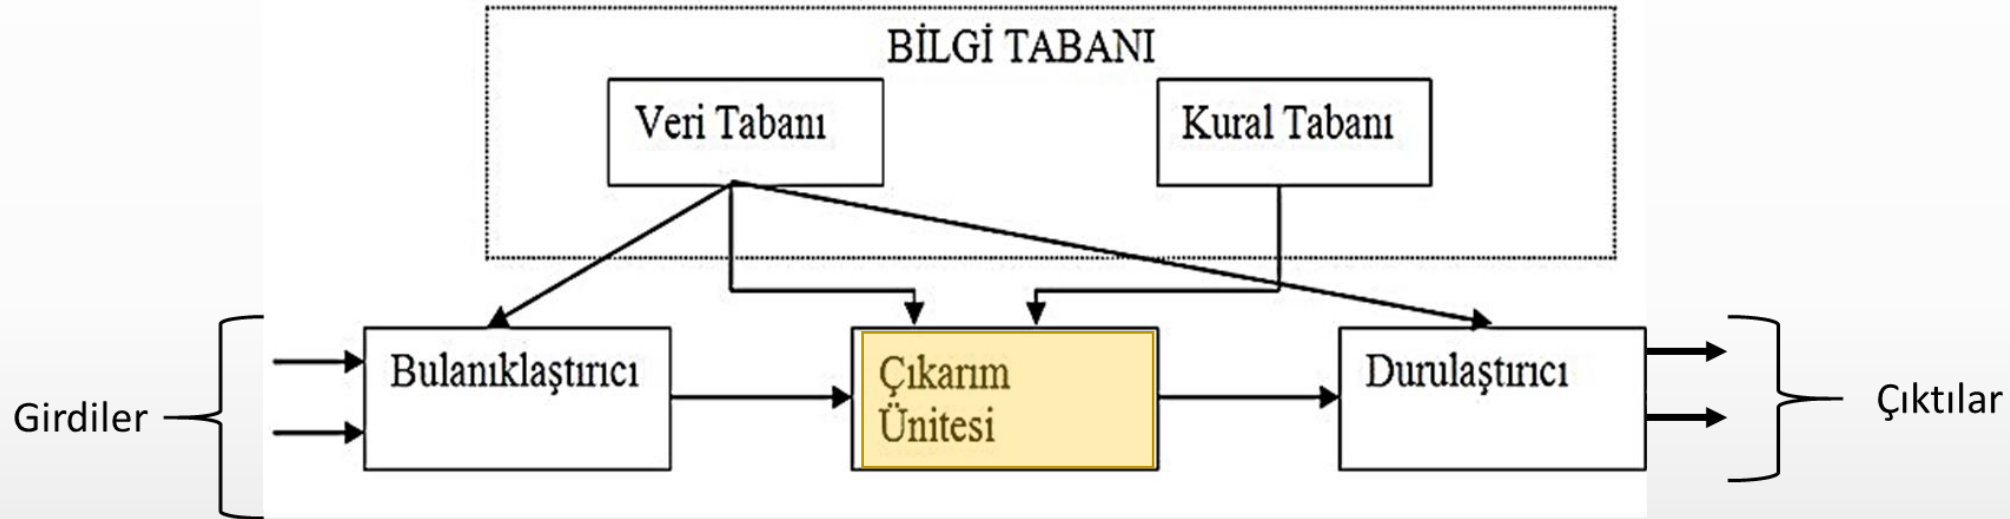 BİLGİ TABANI
Veri Tabanı
Kural Tabanı
Girdiler
Bulanıklaştırıcı
Çıkarım
Ünitesi
Durulaştırıcı
Çıktılar